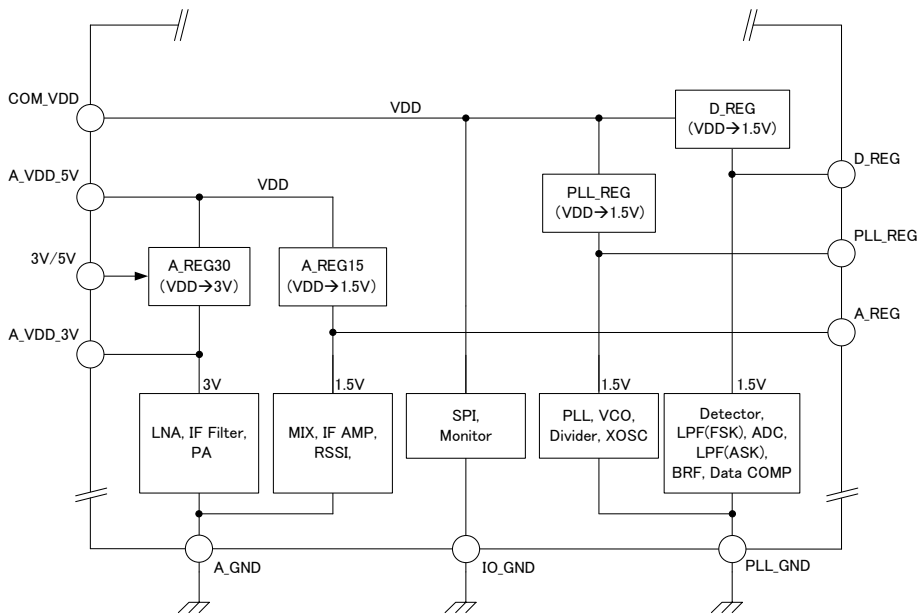 COM_VDD
VDD
D_REG
(VDD→1.5V)
D_REG
A_VDD_5V
VDD
PLL_REG
(VDD→1.5V)
PLL_REG
3V/5V
A_REG30
(VDD→3V)
A_REG15
(VDD→1.5V)
A_REG
A_VDD_3V
3V
1.5V
1.5V
1.5V
LNA, IF Filter,
PA
MIX, IF AMP,
RSSI,
SPI,
Monitor
PLL, VCO,
Divider, XOSC
Detector,
LPF(FSK), ADC,
LPF(ASK),
BRF, Data COMP
A_GND
IO_GND
PLL_GND